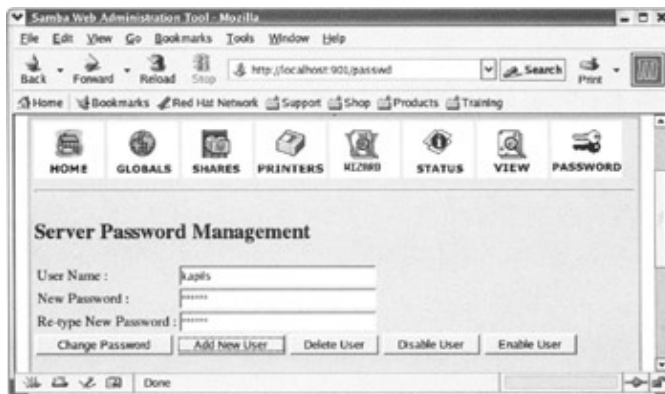 Samba Web Administration Tool - Mozilla
File Edit View Go Bookmarks Tools Window Help
Back Forward Reload Stop http://localhost:901/passwd Search Print
Home Bookmarks Red Hat Network Support Shop Products Training
HOME GLOBALS SHARES PRINTERS WIZARD STATUS VIEW PASSWORD
Server Password Management
User Name : kapils
New Password : ******
Re-type New Password : ******
Change Password Add New User Delete User Disable User Enable User
Done